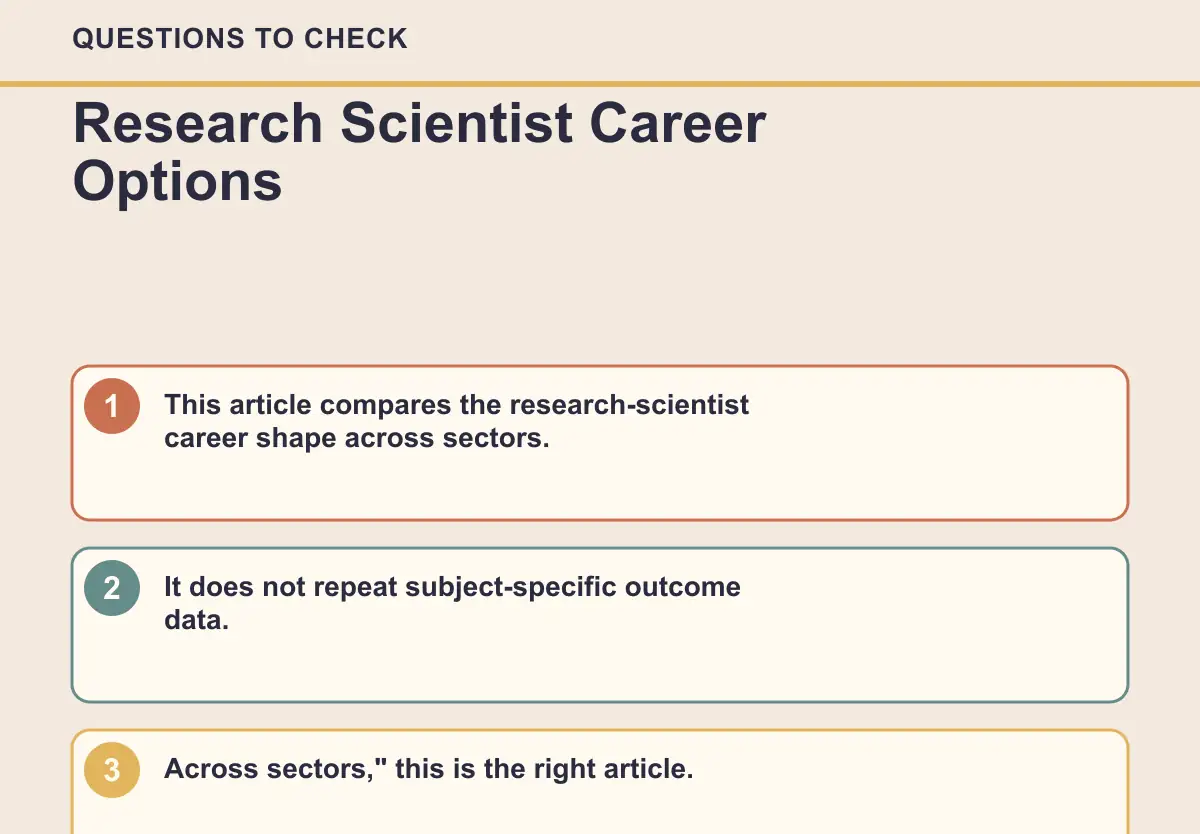 QUESTIONS TO CHECK
Research Scientist Career
Options
1
This article compares the research-scientist
career shape across sectors.
2
It does not repeat subject-specific outcome
data.
3
Across sectors," this is the right article.